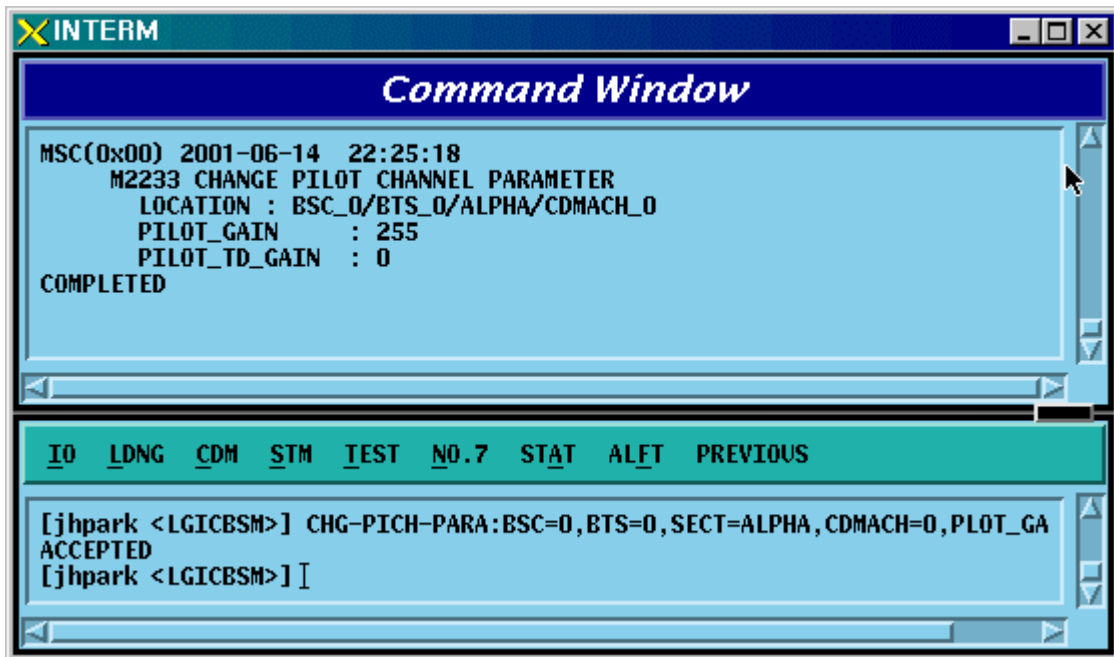 INTERM
Command Window
MSC(0x00) 2001-06-14 22:25:18
M2233 CHANGE PILOT CHANNEL PARAMETER
LOCATION : BSC_0/BTS_0/ALPHA/CDMACH_0
PILOT_GAIN : 255
PILOT_TD_GAIN : 0
COMPLETED
IO LDNG CDM STM TEST NO.7 STAT ALFT PREVIOUS
[jhpark <LGICBSM>] CHG-PICH-PARA:BSC=0,BTS=0,SECT=ALPHA,CDMACH=0,PLOT_GA
ACCEPTED
[jhpark <LGICBSM>]